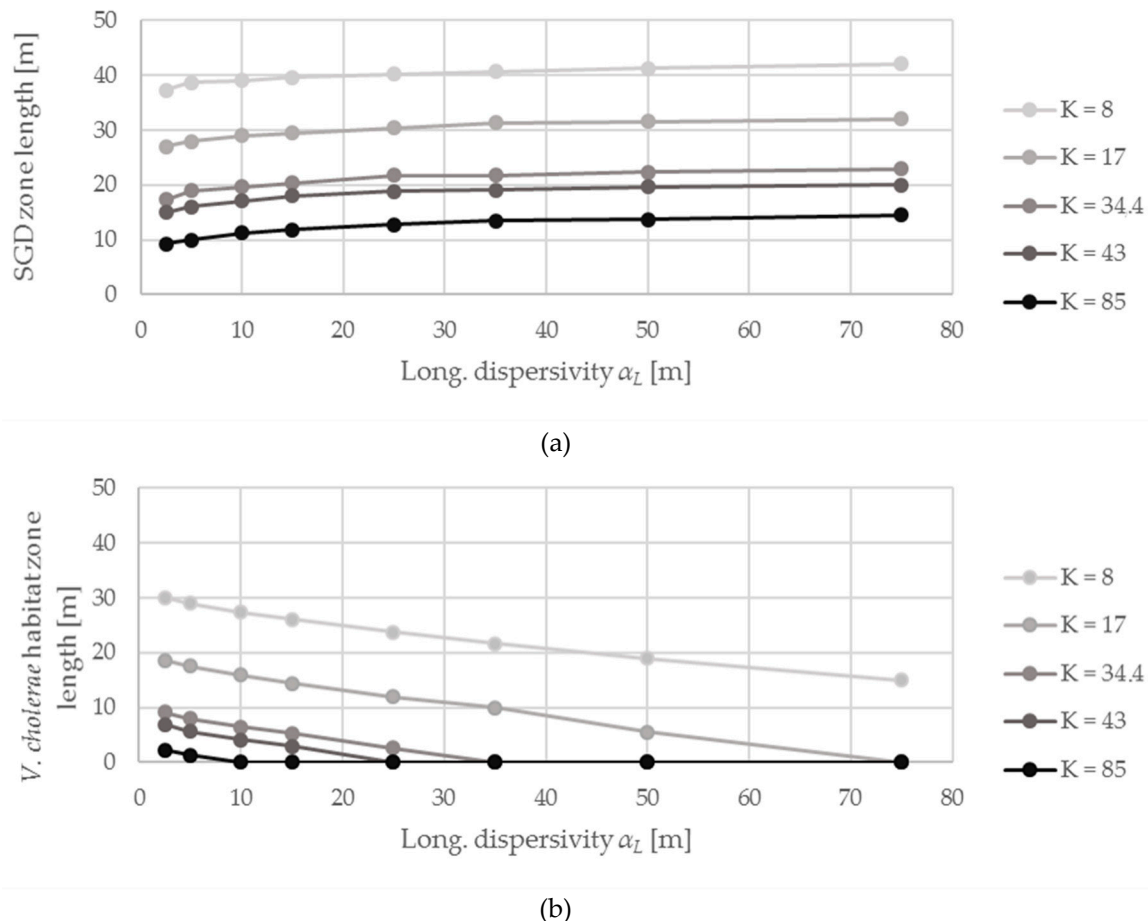 SGD zone length [m]
50
40
30
20
10
0
0 10 20 30 40 50 60 70 80
Long. dispersivity αL [m]
K = 8
K = 17
K = 34.4
K = 43
K = 85
(a)
V. cholerae habitat zone
length [m]
50
40
30
20
10
0
0 10 20 30 40 50 60 70 80
Long. dispersivity αL [m]
K = 8
K = 17
K = 34.4
K = 43
K = 85
(b)